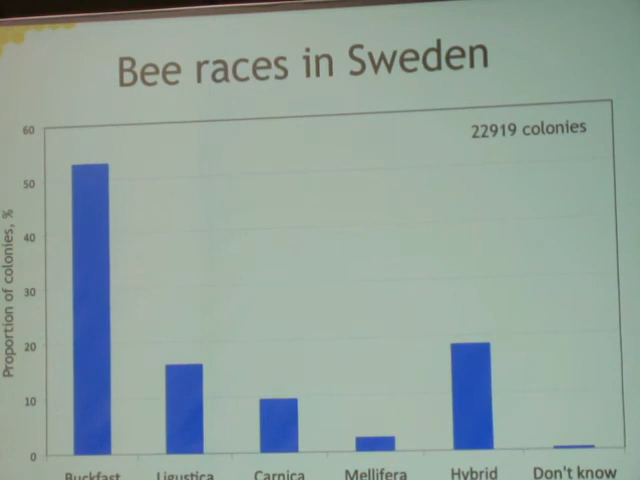 Bee races in Sweden
22919 colonies
Proportion of colonies, %
60
50
40
30
20
10
0
Buckfast Ligustica Carnica Mellifera Hybrid Don't know